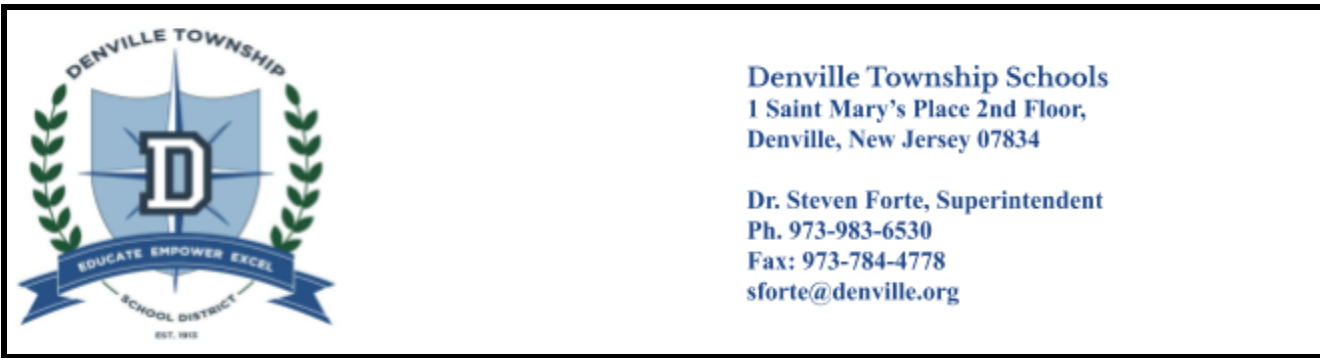 DENVILLE TOWNSHIP
D
EDUCATE EMPOWER EXCEL
SCHOOL DISTRICT
EST. 1913
Denville Township Schools
1 Saint Mary's Place 2nd Floor,
Denville, New Jersey 07834
Dr. Steven Forte, Superintendent
Ph. 973-983-6530
Fax: 973-784-4778
sforte@denville.org